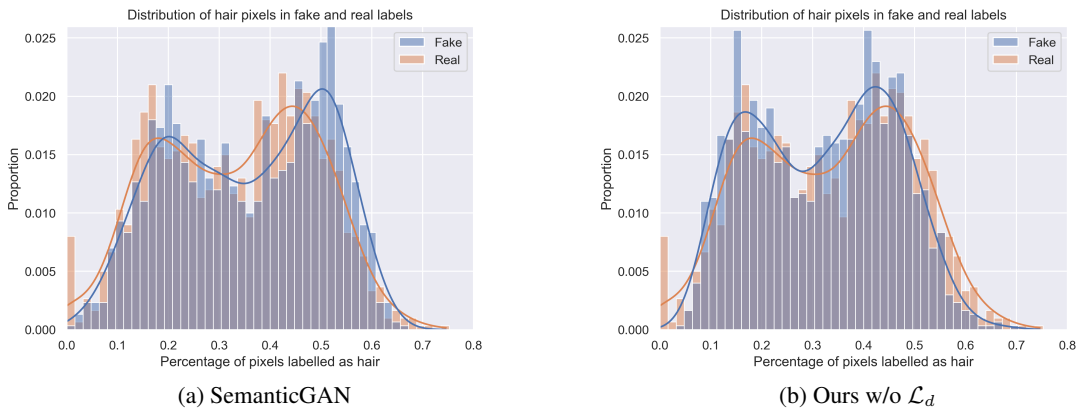 Distribution of hair pixels in fake and real labels
Fake
Real
Proportion
0.025
0.020
0.015
0.010
0.005
0.000
0.0 0.1 0.2 0.3 0.4 0.5 0.6 0.7 0.8
Percentage of pixels labelled as hair
(a) SemanticGAN
Distribution of hair pixels in fake and real labels
Fake
Real
Proportion
0.025
0.020
0.015
0.010
0.005
0.000
0.0 0.1 0.2 0.3 0.4 0.5 0.6 0.7 0.8
Percentage of pixels labelled as hair
(b) Ours w/o ℒ_d